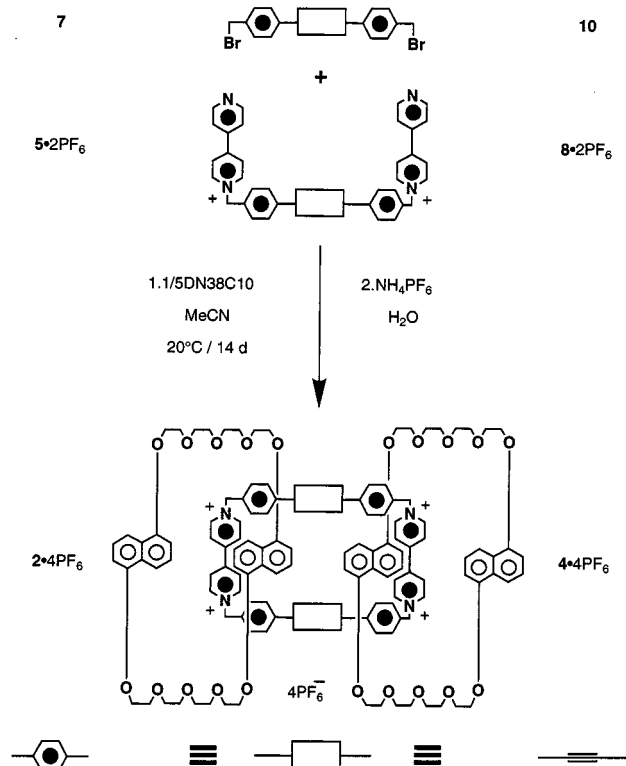 7 10
Br Br
+
N N
5•2PF₆ 8•2PF₆
N N
+ +
1.1/5DN38C10 2.NH₄PF₆
MeCN H₂O
20°C / 14 d
O O O O O O O O O O
+ N N +
2•4PF₆ 4•4PF₆
+ N N +
O O O O O O O O O O
4PF₆⁻